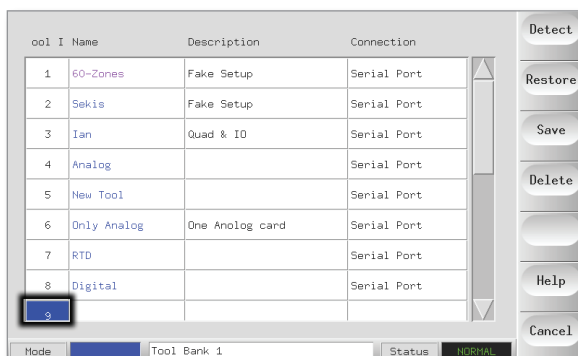 ool I Name Description Connection Detect
1 60-Zones Fake Setup Serial Port Restore
2 Sekis Fake Setup Serial Port
3 Ian Quad & IO Serial Port Save
4 Analog Serial Port
5 New Tool Serial Port Delete
6 Only Analog One Anolog card Serial Port
7 RTD Serial Port
8 Digital Serial Port Help
9
Cancel
Mode Tool Bank 1 Status NORMAL